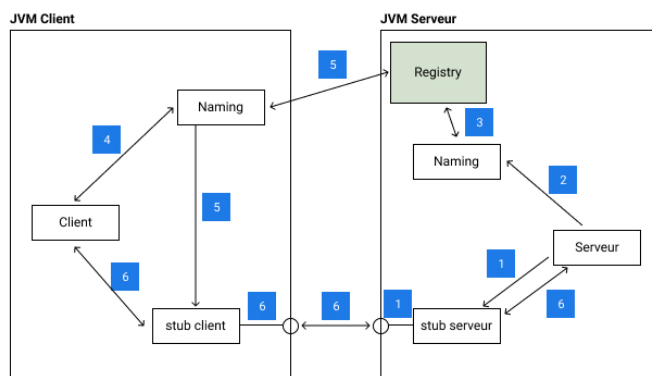 JVM Client
JVM Serveur
5
Registry
Naming
4
3
Naming
2
5
Client
Serveur
1
6
6
stub client
6
6
1
stub serveur